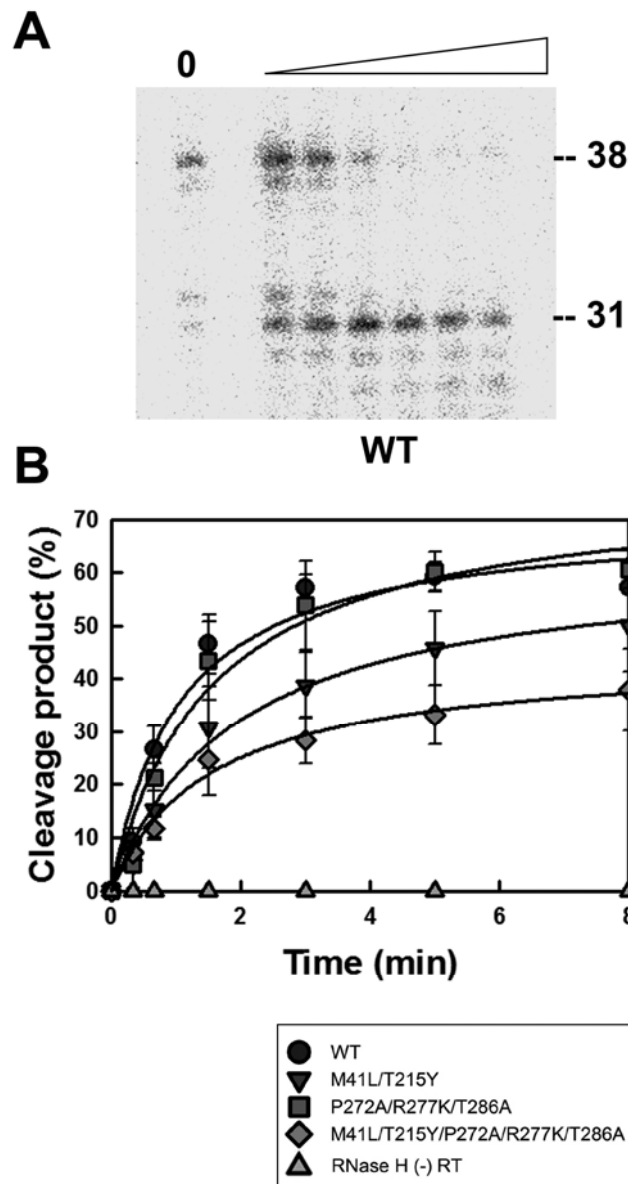 A
0
-- 38
-- 31
WT
B
70
60
50
40
30
20
10
0
Cleavage product (%)
0 2 4 6 8
Time (min)
WT
M41L/T215Y
P272A/R277K/T286A
M41L/T215Y/P272A/R277K/T286A
RNase H (-) RT